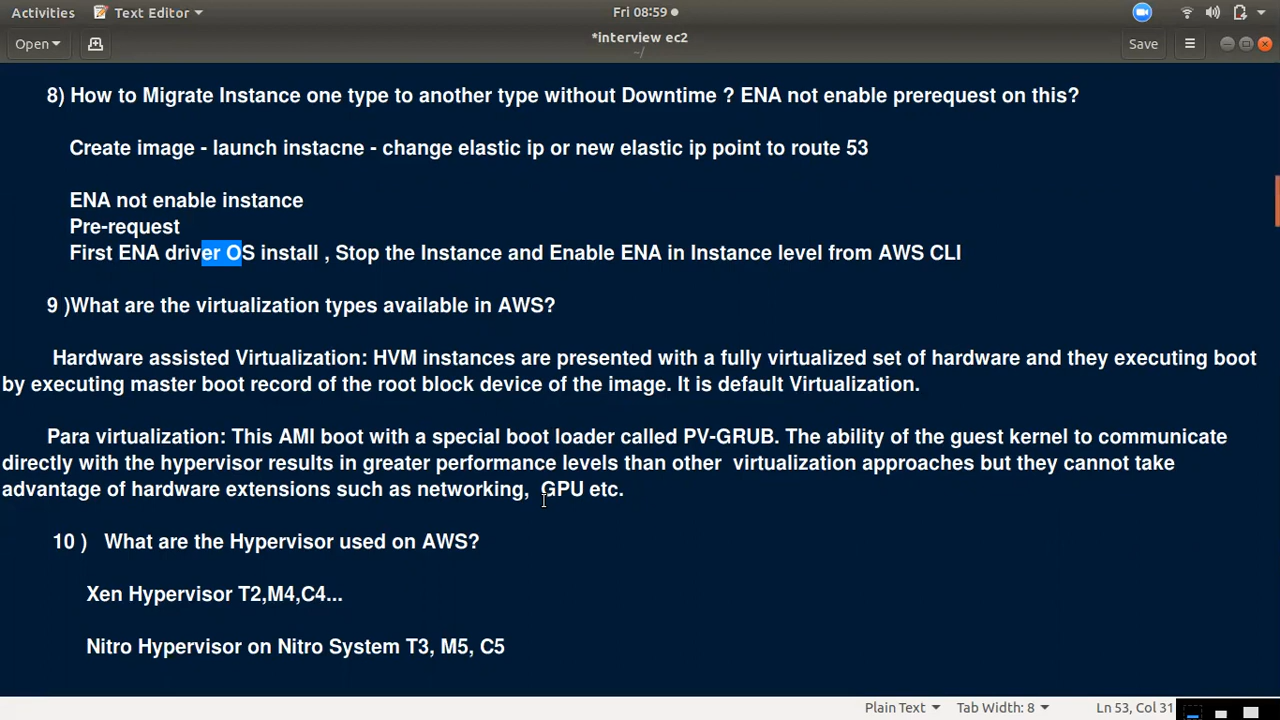 Activities Text Editor Fri 08:59
Open *interview ec2 Save
~/
8) How to Migrate Instance one type to another type without Downtime ? ENA not enable prerequest on this?
Create image - launch instacne - change elastic ip or new elastic ip point to route 53
ENA not enable instance
Pre-request
First ENA driver OS install , Stop the Instance and Enable ENA in Instance level from AWS CLI
9 )What are the virtualization types available in AWS?
Hardware assisted Virtualization: HVM instances are presented with a fully virtualized set of hardware and they executing boot
by executing master boot record of the root block device of the image. It is default Virtualization.
Para virtualization: This AMI boot with a special boot loader called PV-GRUB. The ability of the guest kernel to communicate
directly with the hypervisor results in greater performance levels than other  virtualization approaches but they cannot take
advantage of hardware extensions such as networking,  GPU etc.
10 )   What are the Hypervisor used on AWS?
Xen Hypervisor T2,M4,C4...
Nitro Hypervisor on Nitro System T3, M5, C5
Plain Text Tab Width: 8 Ln 53, Col 31